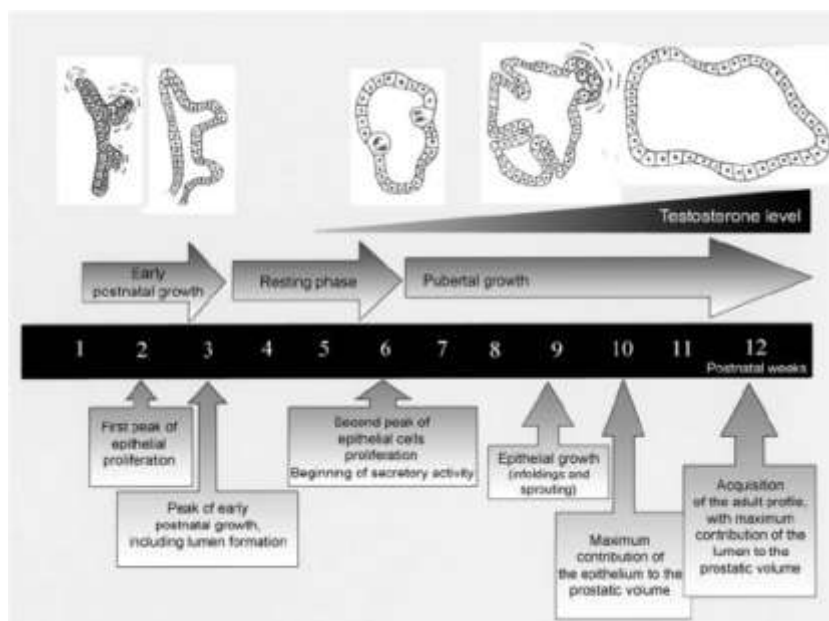 Testosterone level
Early
postnatal growth
Resting phase
Pubertal growth
1 2 3 4 5 6 7 8 9 10 11 12
Postnatal weeks
First peak of
epithelial
proliferation
Peak of early
postnatal growth,
including lumen formation
Second peak of
epithelial cells
proliferation
Beginning of secretory activity
Epithelial growth
(infoldings and
sprouting)
Maximum
contribution of
the epithelium to the
prostatic volume
Acquisition
of the adult profile,
with maximum
contribution of the
lumen to the
prostatic volume